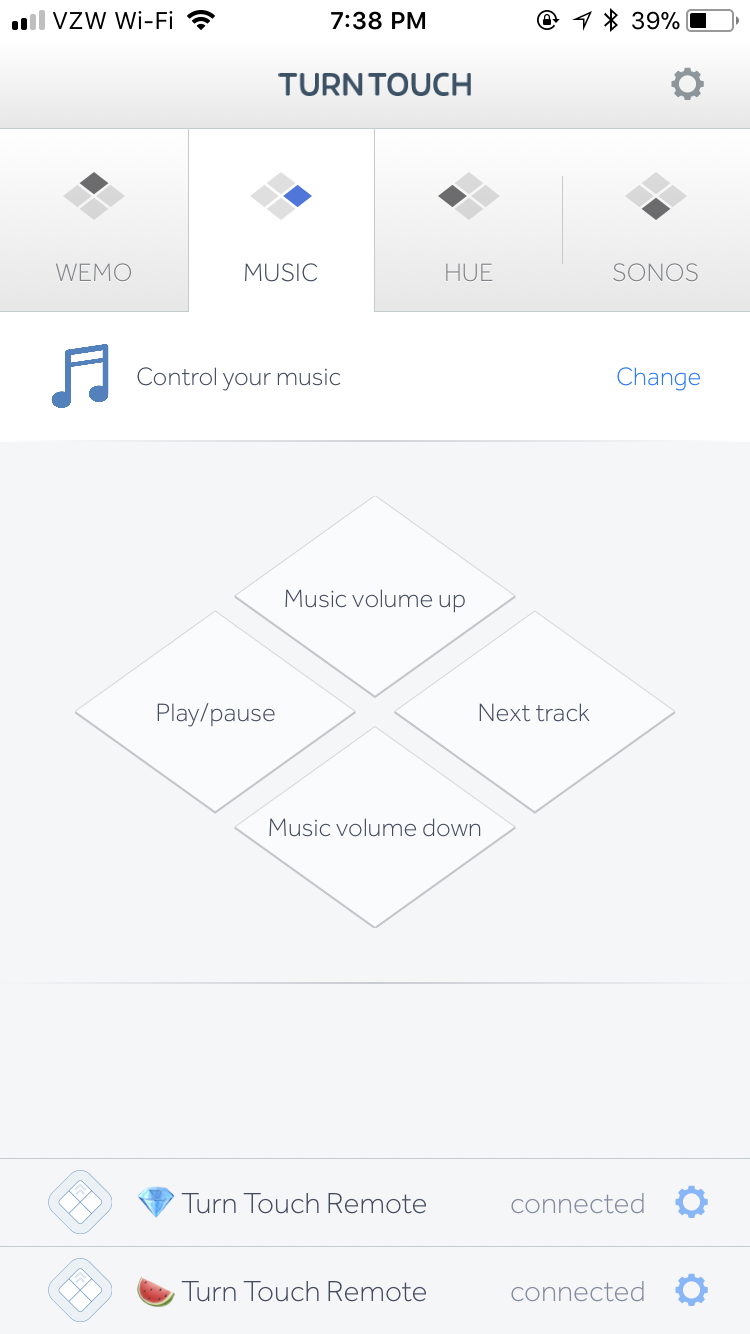 VZW Wi-Fi 7:38 PM 39%
TURN TOUCH
WEMO MUSIC HUE SONOS
Control your music Change
Music volume up
Play/pause Next track
Music volume down
💎 Turn Touch Remote connected
🍉 Turn Touch Remote connected